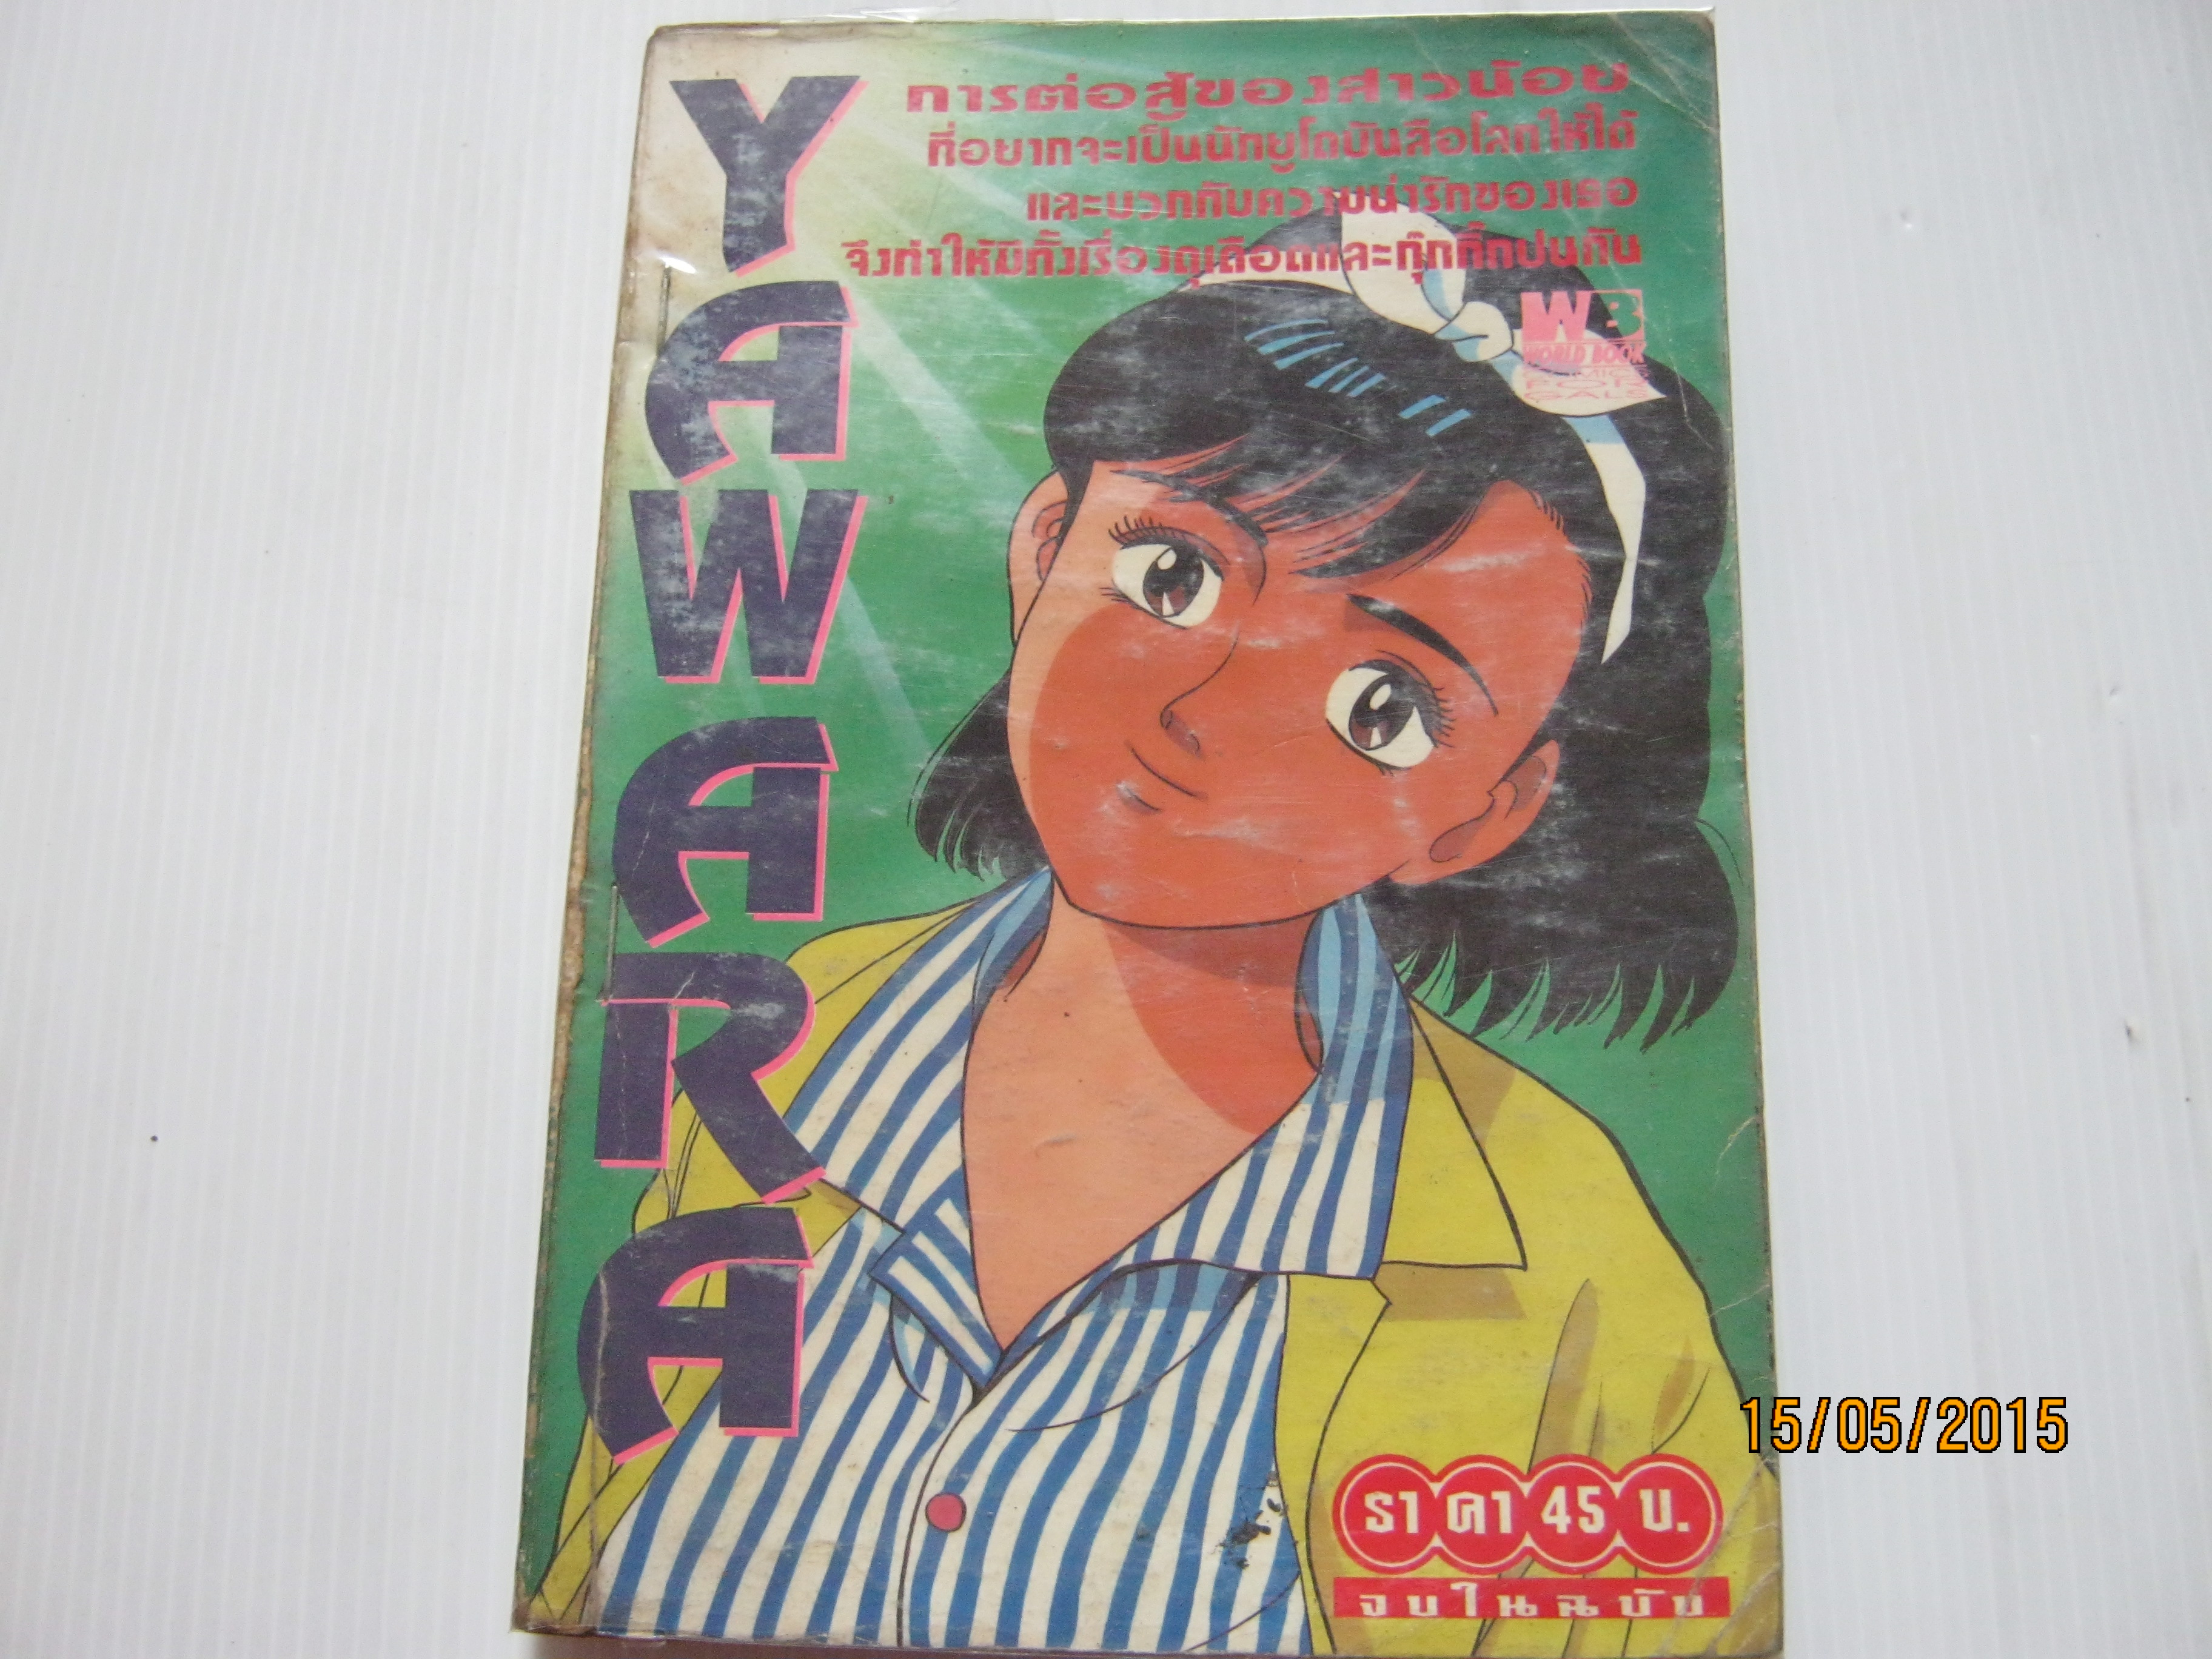 YAWARA
การต่อสู้ของสาวน้อย
ที่อยากจะเป็นนักยูโดบันลือโลกให้ได้
และบวกกับความน่ารักของเธอ
จึงทำให้มีทั้งเรื่องดุเดือดและกุ๊กกิ๊กปนกัน
WB
WORLD BOOK
COMICS
FOR
GALS
15/05/2015
ราคา 45 บ.
จบในฉบับ